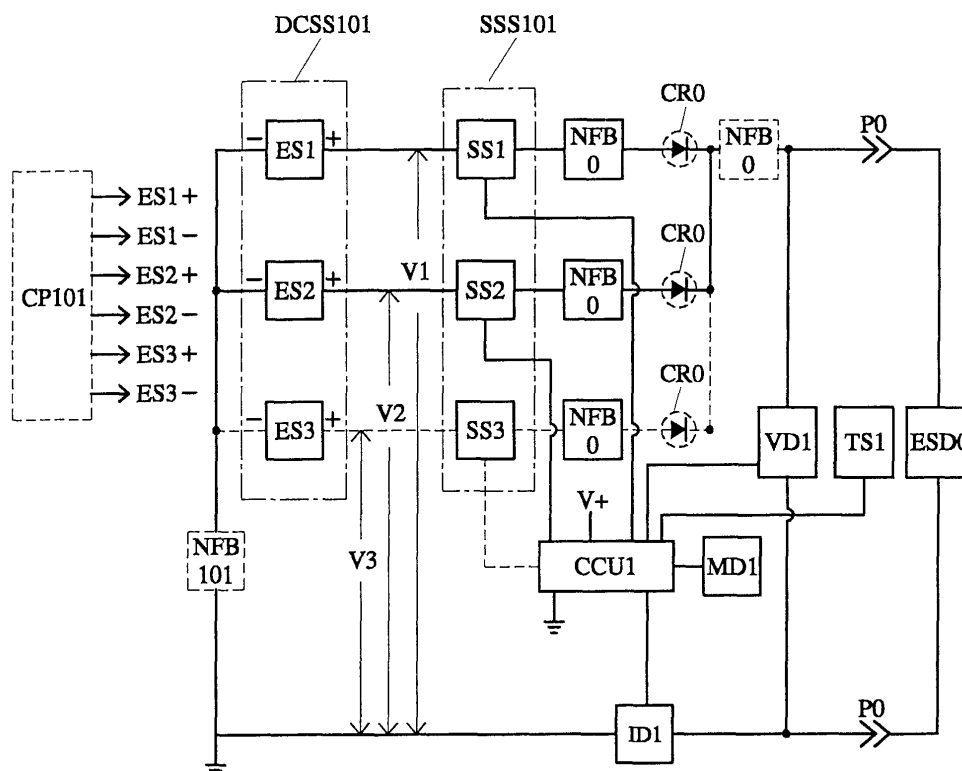 DCSS101
SSS101
CR0
P0
− ES1 +
SS1
NFB
0
NFB
0
CP101
ES1+
ES1−
ES2+
ES2−
ES3+
ES3−
CR0
V1
− ES2 +
SS2
NFB
0
CR0
V2
− ES3 +
SS3
NFB
0
VD1
TS1
ESD0
V+
NFB
101
V3
CCU1
MD1
P0
ID1